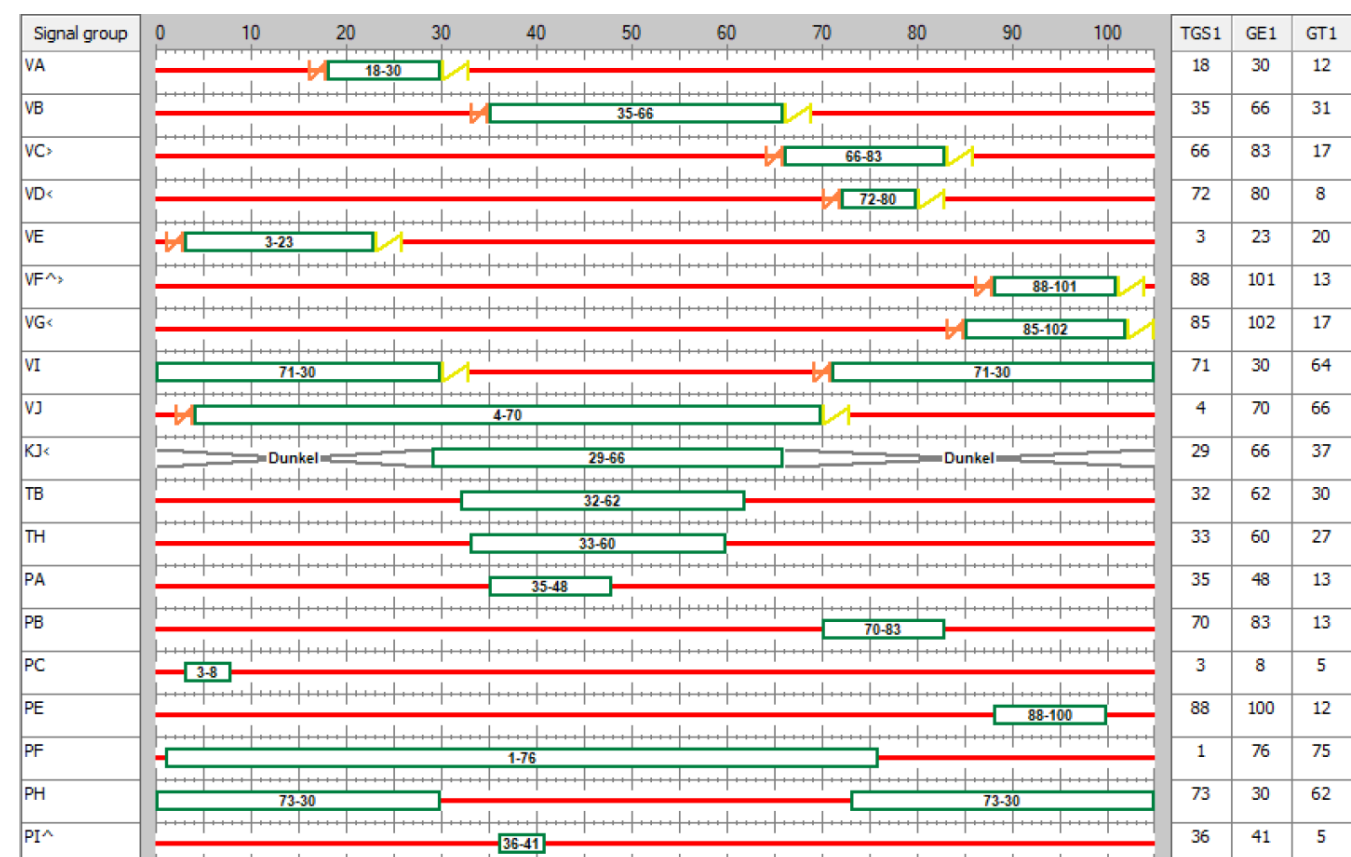 Signal group 0 10 20 30 40 50 60 70 80 90 100 TGS1 GE1 GT1
VA 18-30 18 30 12
VB 35-66 35 66 31
VC> 66-83 66 83 17
VD< 72-80 72 80 8
VE 3-23 3 23 20
VF^> 88-101 88 101 13
VG< 85-102 85 102 17
VI 71-30 71-30 71 30 64
VJ 4-70 4 70 66
KJ< Dunkel 29-66 Dunkel 29 66 37
TB 32-62 32 62 30
TH 33-60 33 60 27
PA 35-48 35 48 13
PB 70-83 70 83 13
PC 3-8 3 8 5
PE 88-100 88 100 12
PF 1-76 1 76 75
PH 73-30 73-30 73 30 62
PI^ 36-41 36 41 5